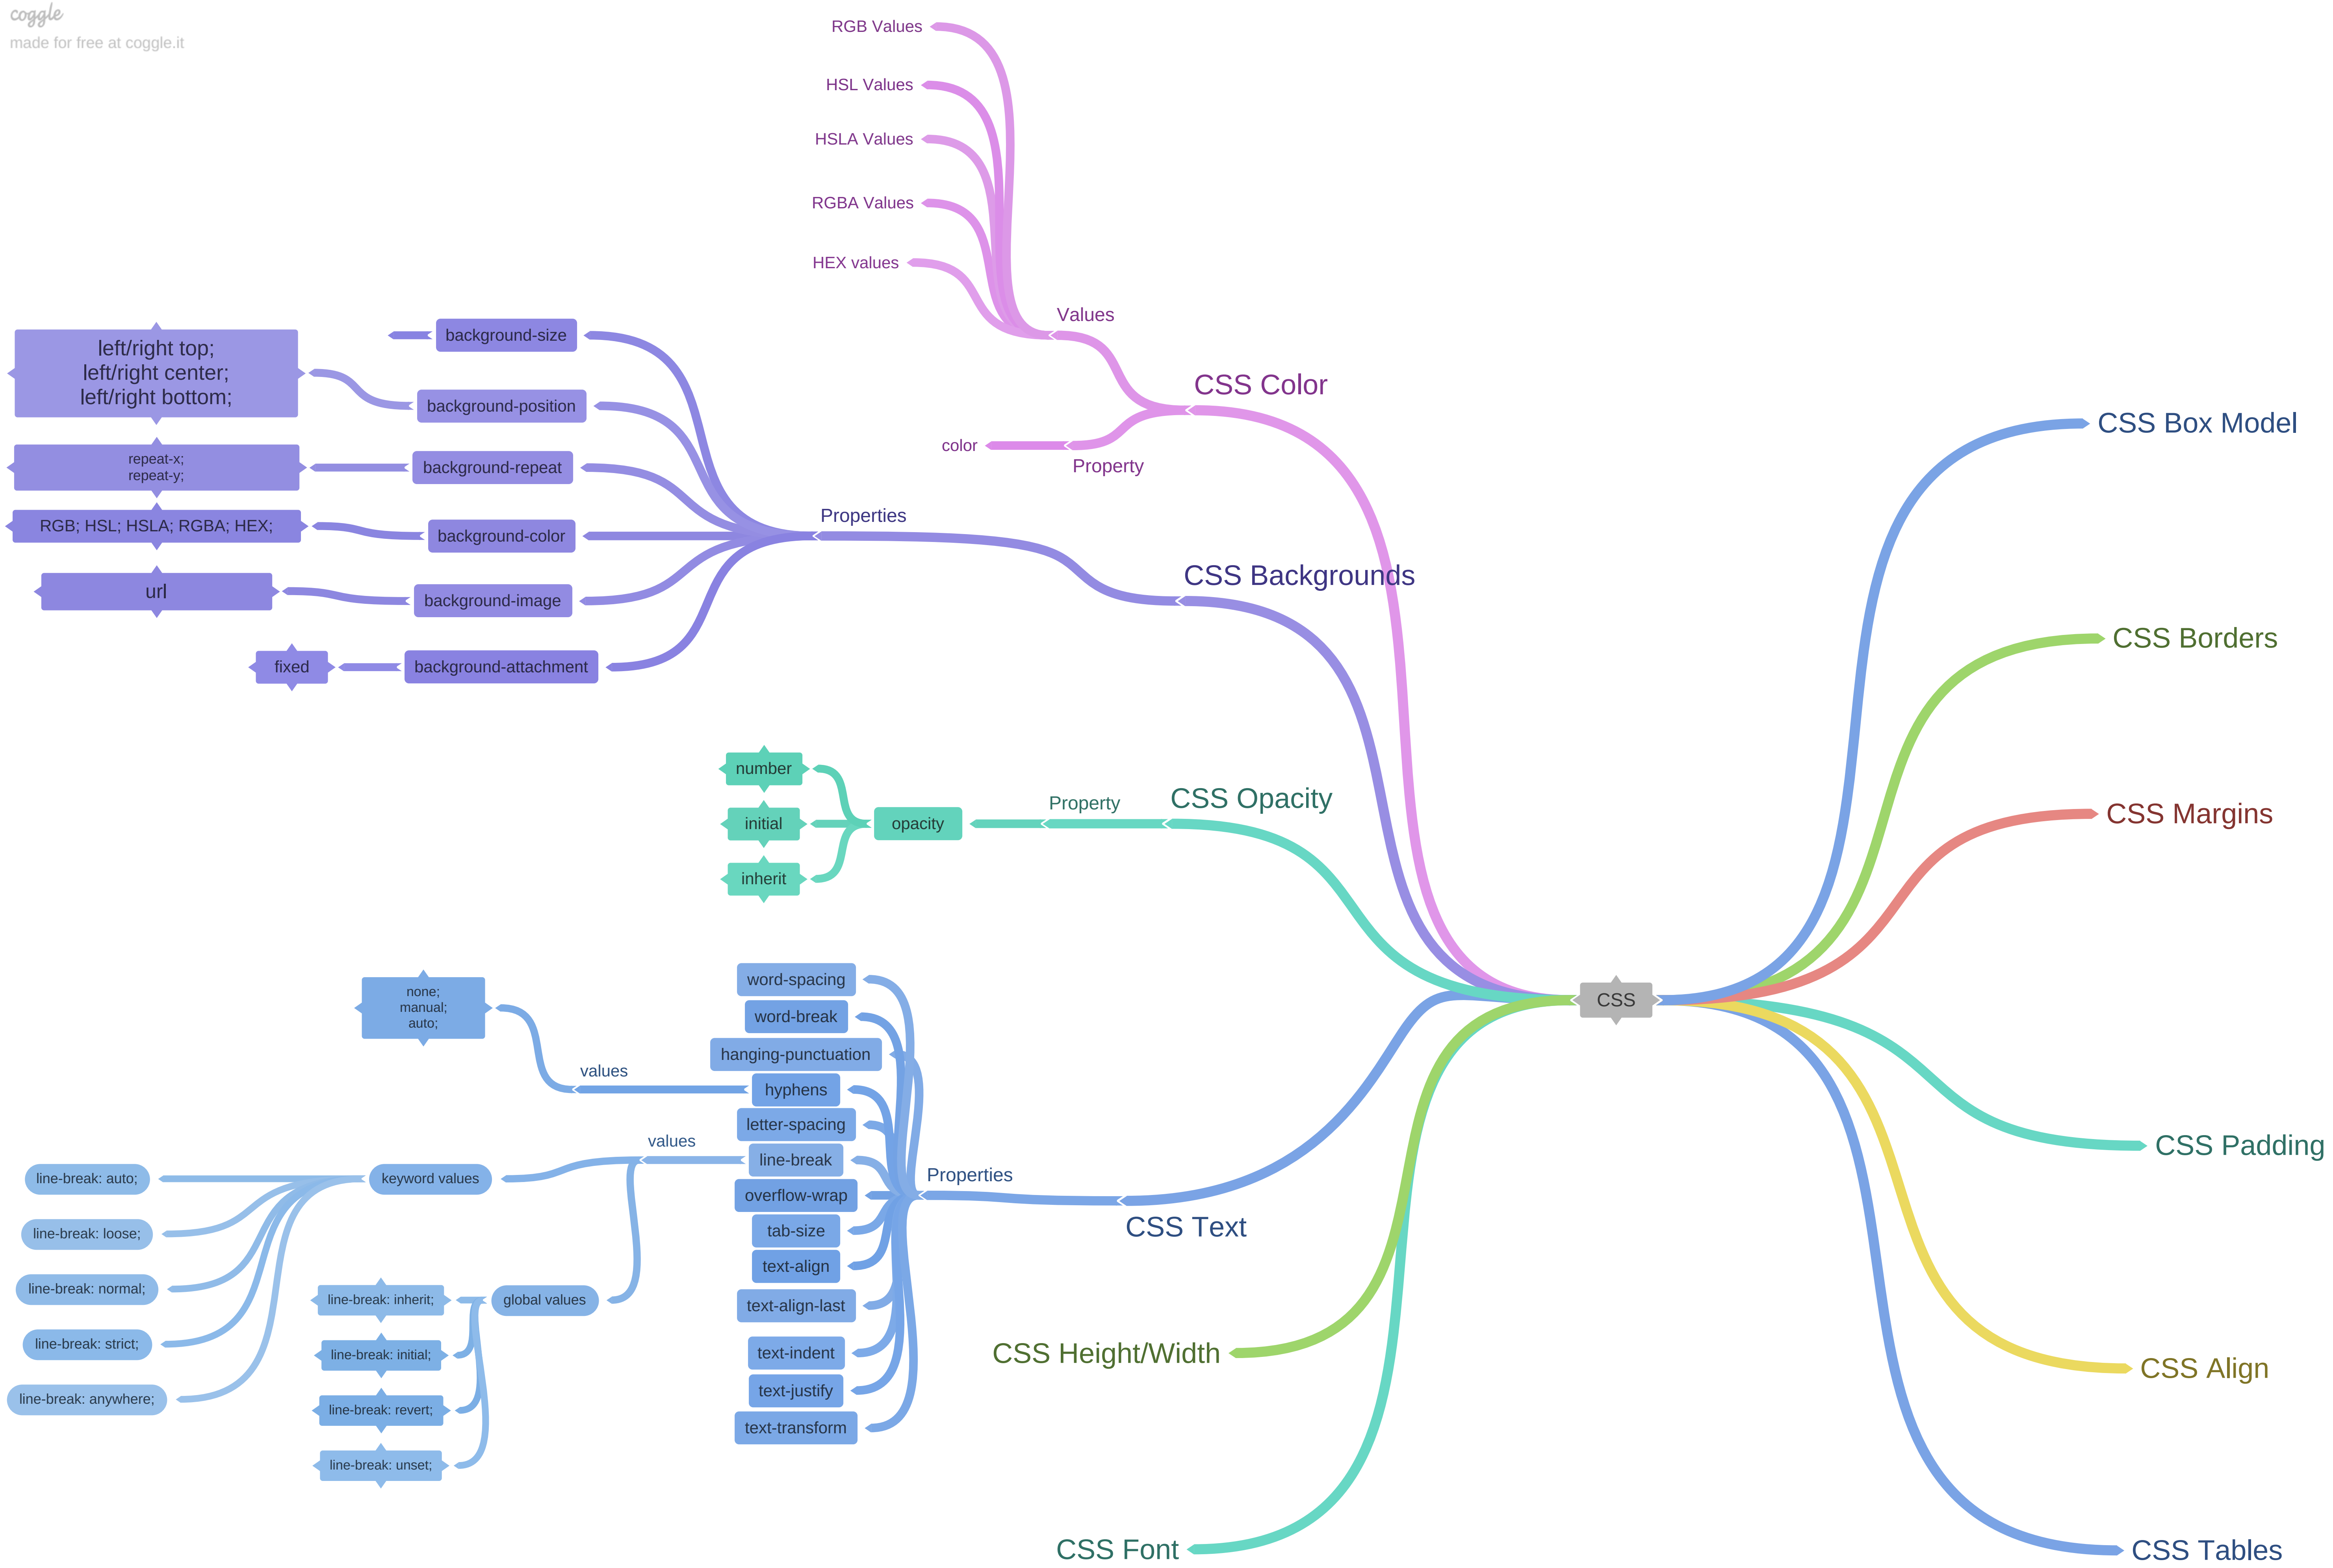 coggle
made for free at coggle.it
RGB Values
HSL Values
HSLA Values
RGBA Values
HEX values
Values
CSS Color
color
Property
background-size
left/right top;
left/right center;
left/right bottom;
background-position
repeat-x;
repeat-y;
background-repeat
RGB; HSL; HSLA; RGBA; HEX;
background-color
url
background-image
fixed
background-attachment
Properties
CSS Backgrounds
number
initial
inherit
opacity
Property
CSS Opacity
word-spacing
word-break
hanging-punctuation
none;
manual;
auto;
values
hyphens
letter-spacing
values
line-break
overflow-wrap
tab-size
text-align
text-align-last
text-indent
text-justify
text-transform
Properties
CSS Text
keyword values
line-break: auto;
line-break: loose;
line-break: normal;
line-break: strict;
line-break: anywhere;
global values
line-break: inherit;
line-break: initial;
line-break: revert;
line-break: unset;
CSS Height/Width
CSS Font
CSS
CSS Box Model
CSS Borders
CSS Margins
CSS Padding
CSS Align
CSS Tables